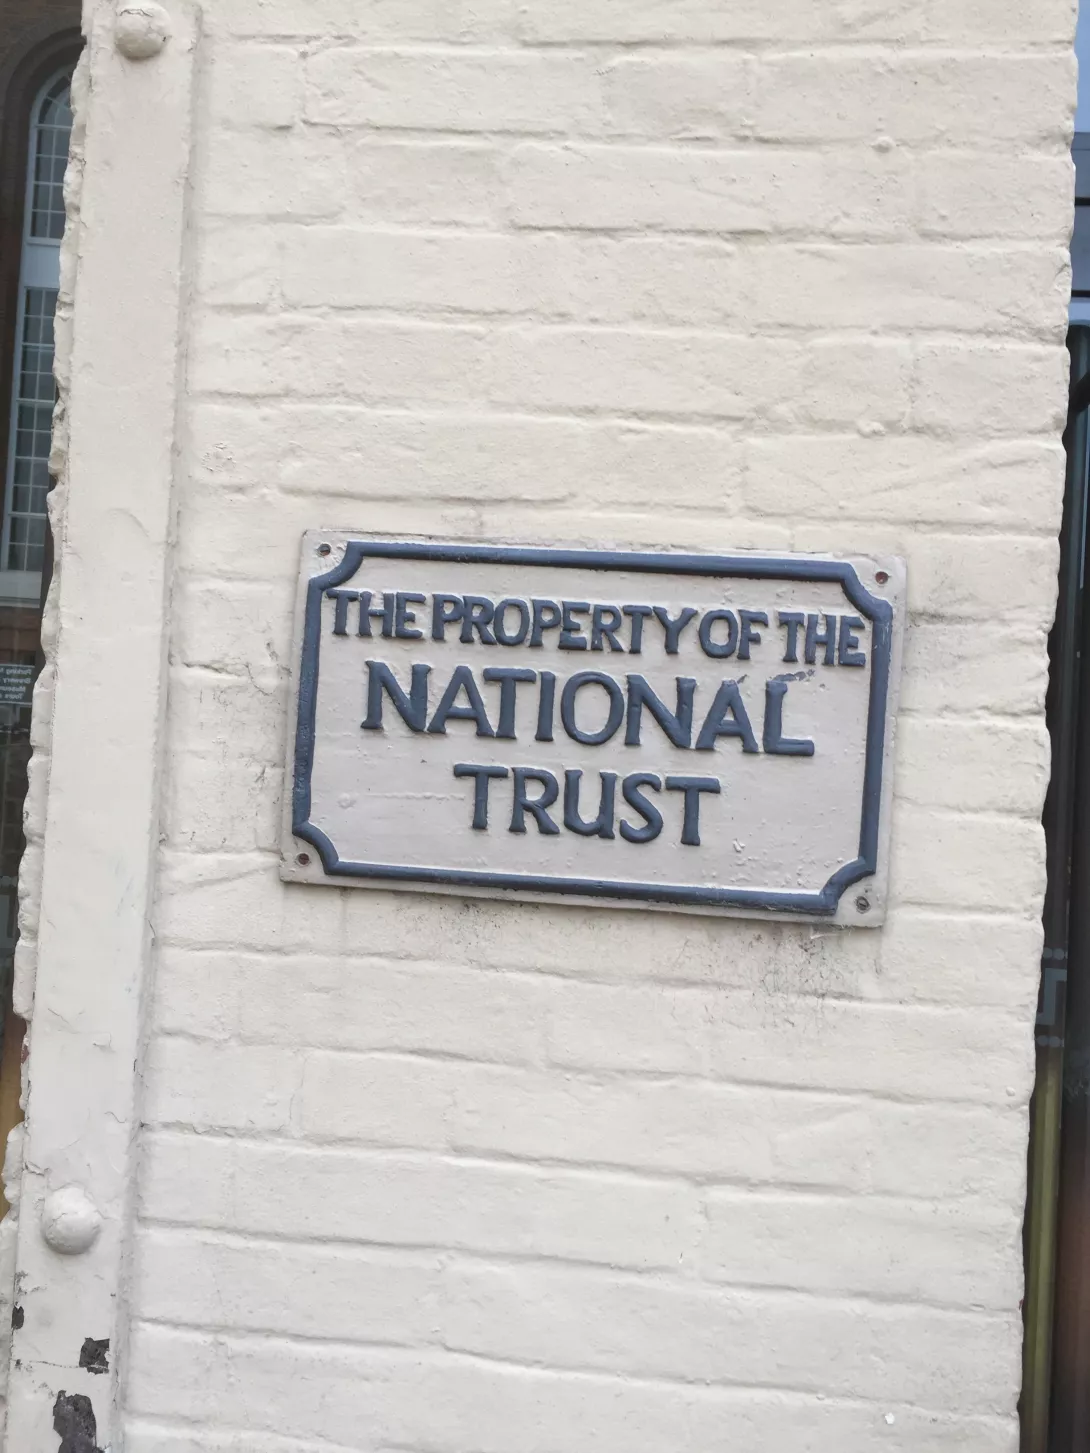 THE PROPERTY OF THE
NATIONAL
TRUST